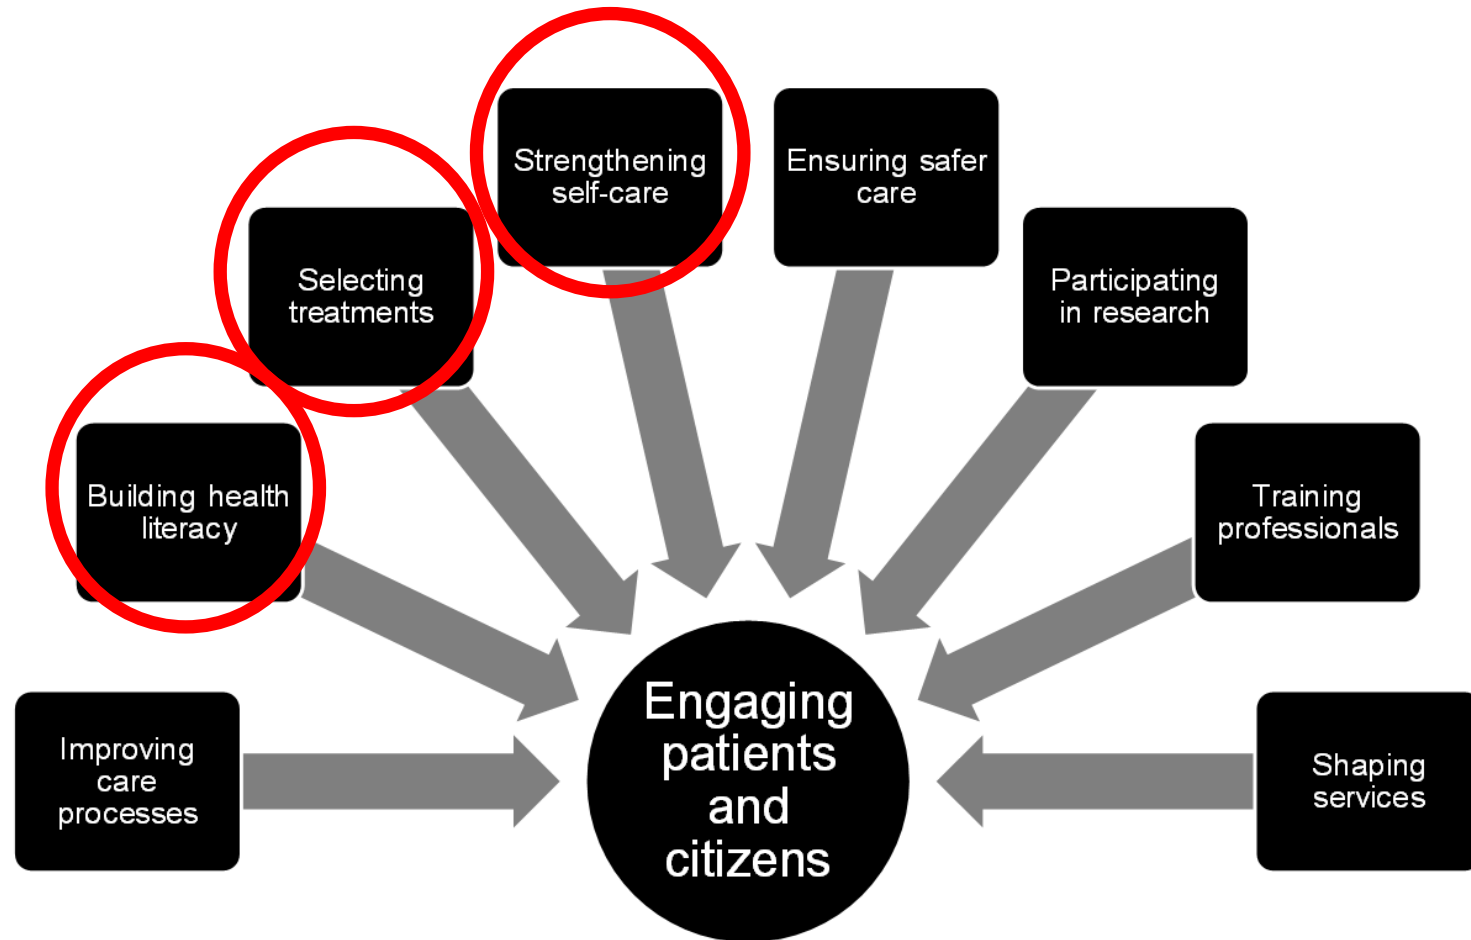 Strengthening
self-care
Ensuring safer
care
Selecting
treatments
Participating
in research
Building health
literacy
Training
professionals
Improving
care
processes
Engaging
patients
and
citizens
Shaping
services